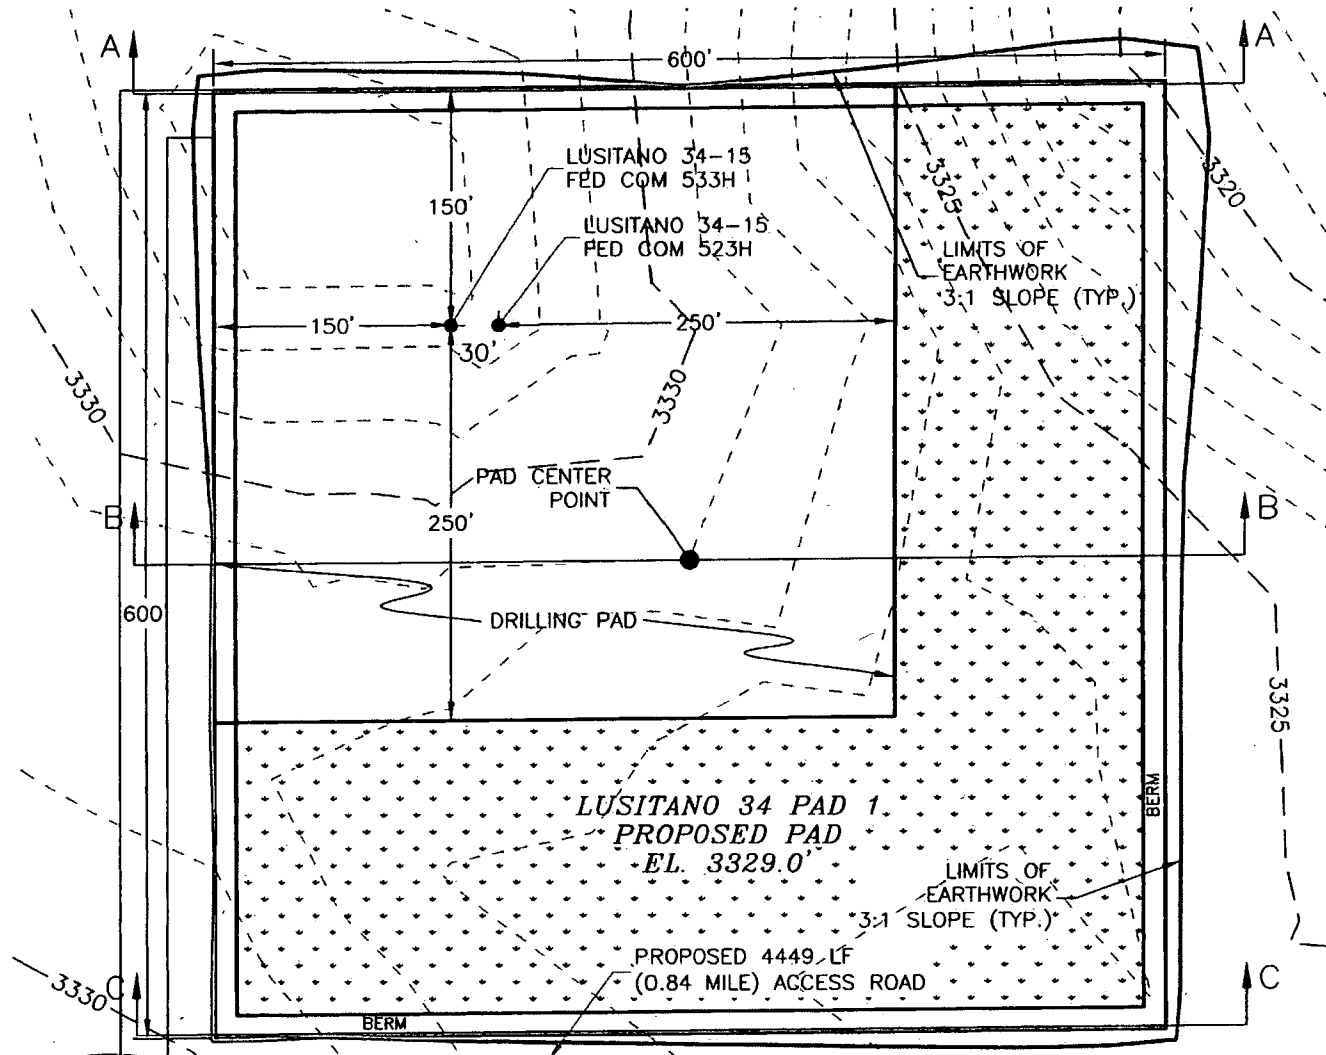 A
A
600'
LUSITANO 34-15
FED COM 533H
150'
LUSITANO 34-15
FED COM 523H
3325
3320
LIMITS OF
EARTHWORK
3:1 SLOPE (TYP.)
150'
250'
30'
3330
3330
PAD CENTER
POINT
B
B
250'
600
DRILLING PAD
3325
BERM
LUSITANO 34 PAD 1
PROPOSED PAD
EL. 3329.0'
LIMITS OF
EARTHWORK
3:1 SLOPE (TYP.)
PROPOSED 4449 LF
(0.84 MILE) ACCESS ROAD
3330
C
C
BERM